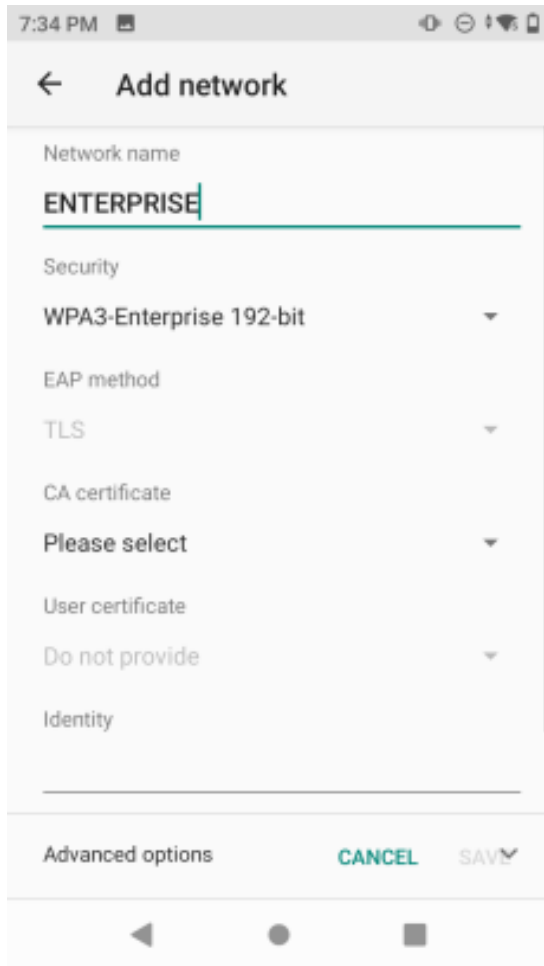 7:34 PM
Add network
Network name
ENTERPRISE
Security
WPA3-Enterprise 192-bit
EAP method
TLS
CA certificate
Please select
User certificate
Do not provide
Identity
Advanced options CANCEL SAVE